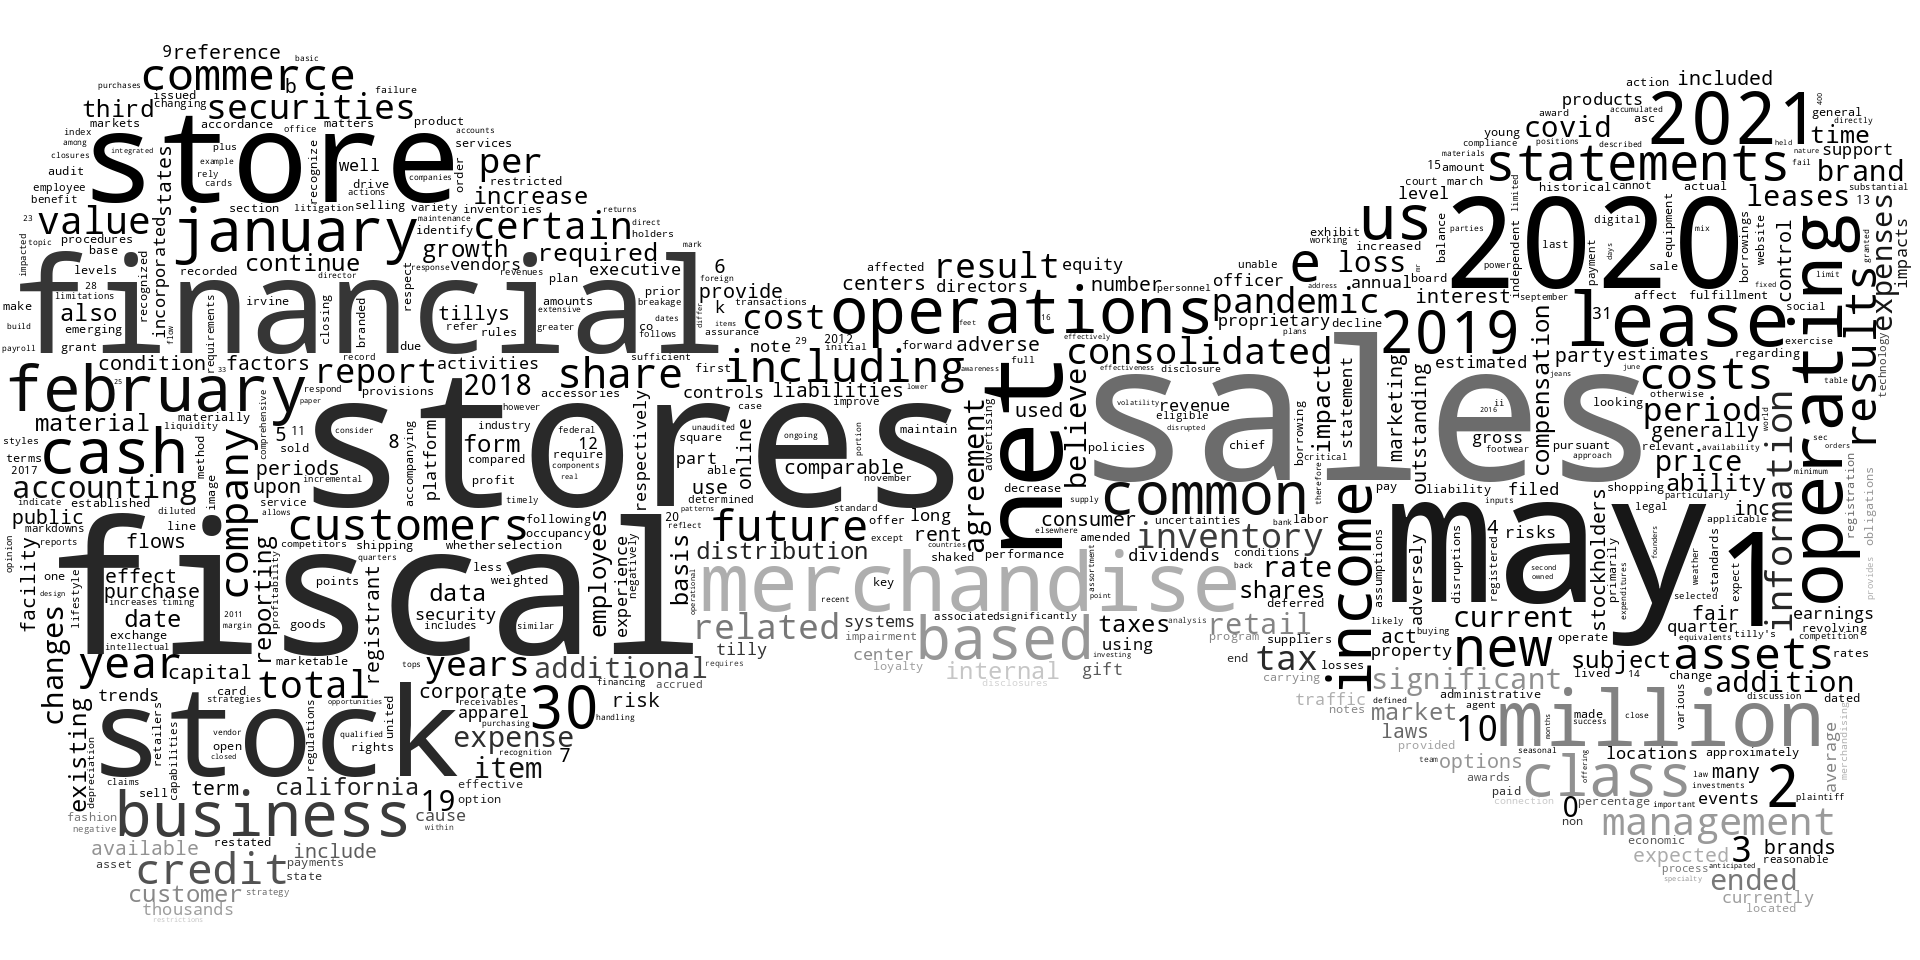 9 reference
basic
commerce
b
purchases
issued
failure
third
changing
securities
markets
store
accordance
office
matters
product
accounts
services
index
among
closures
integrated
plus
example
rely
cards
recognize
well
drive
actions
companies
order
per
audit
employee
benefit
states
restricted
increase
section
litigation
selling
variety
inventories
returns
23
value
incorporated
january
maintenance
identify
certain
direct
holders
impacted
topic
procedures
base
growth
required
mark
financial
levels
28
limitations
recorded
continue
director
respect
response
vendors
revenues
plan
executive
6
foreign
make
also
recognized
irvine
closing
branded
tillys
amounts
extensive
prior
breakage
provide
k
transactions
build
emerging
flow
requirements
refer
rules
greater
co
dates
follows
differ
items
assurance
payroll
grant
due
cost
condition
factors
33
record
activities
sufficient
note
29
2012
initial
february
25
report
2018
share
first
including
respond
paper
provisions
accessories
controls
liabilities
lower
material
materially
liquidity
comprehensive
stores
consider
however
industry
federal
12
unaudited
case
improve
styles
terms
2017
cash
method
company
5
11
sold
8
form
compared
require
components
real
respectively
square
part
able
online
ongoing
portion
maintain
accounting
image
periods
incremental
accompanying
platform
profit
timely
use
determined
comparable
november
indicate
established
diluted
upon
service
allows
20
reflect
patterns
standard
public
line
customers
following
occupancy
future
offer
except
long
rent
opinion
reports
flows
fiscal
competitors
shipping
whether
selection
employees
experience
negatively
basis
distribution
countries
shaked
facility
one
design
effect
purchase
reporting
quarters
profitability
points
registrant
data
less
weighted
security
includes
similar
operational
merchandise
key
recent
lifestyle
increases
timing
2011
margin
date
goods
exchange
intellectual
related
systems
impairment
associated
significantly
changes
year
capital
marketable
tops
years
additional
requires
tilly
center
loyalty
based
investing
internal
disclosures
trends
card
strategies
total
opportunities
corporate
financing
receivables
accrued
risk
existing
retailers
stock
vendor
open
closed
regulations
qualified
rights
united
apparel
purchasing
30
handling
expense
recognition
7
item
depreciation
claims
capabilities
sell
term
california
effective
option
fashion
negative
business
19
cause
within
available
restated
include
asset
credit
payments
state
customer
strategy
thousands
restrictions
affected
centers
result
directors
equity
unable
number
personnel
operations
feet
16
effectively
forward
adverse
full
awareness
consolidated
effectiveness
disclosure
net
used
believe
sales
volatility
eligible
disrupted
revenue
policies
chief
agreement
advertising
decrease
supply
common
borrowing
therefore
critical
impact
statement
elsewhere
consumer
amended
uncertainties
bank
labor
performance
dividends
inventory
conditions
back
rate
assortment
point
shares
deferred
taxes
analysis
retail
suppliers
using
program
gift
end
tax
carrying
losses
income
traffic
notes
action
included
products
award
accumulated
2021
400
general
directly
young
compliance
positions
covid
asc
described
held
time
materials
15
amount
statements
nature
fail
support
brand
court
march
level
historical
cannot
actual
leases
substantial
13
us
2020
limited
digital
parties
mix
exhibit
working
increased
balance
last
payment
days
equipment
borrowings
website
control
granted
expenses
impacts
e
loss
officer
address
mr
board
annual
power
independent
sale
fixed
limit
pandemic
interest
september
affect
fulfillment
social
results
technology
proprietary
plans
decline
2019
31
lease
exercise
operating
estimated
compensation
party
estimates
regarding
june
table
marketing
outstanding
jeans
costs
ii
2016
looking
otherwise
period
world
gross
footwear
pursuant
approach
generally
relevant
availability
information
sec
orders
price
minimum
pay
liability
inputs
filed
shopping
ability
particularly
registration
obligations
provides
may
1
legal
inc
applicable
assumptions
adversely
disruptions
registered
4
risks
stockholders
primarily
founders
expenditures
weather
standards
second
owned
expect
selected
likely
buying
current
fair
quarter
equivalents
tilly's
earnings
revolving
competition
act
property
new
operate
subject
assets
rates
lived
14
change
significant
addition
discussion
dated
defined
administrative
agent
million
various
months
made
success
close
market
laws
10
provided
seasonal
locations
approximately
average
merchandising
team
options
offering
law
many
investments
awards
class
2
plaintiff
paid
connection
0
percentage
important
events
non
management
economic
expected
3
brands
anticipated
reasonable
process
specialty
ended
currently
located